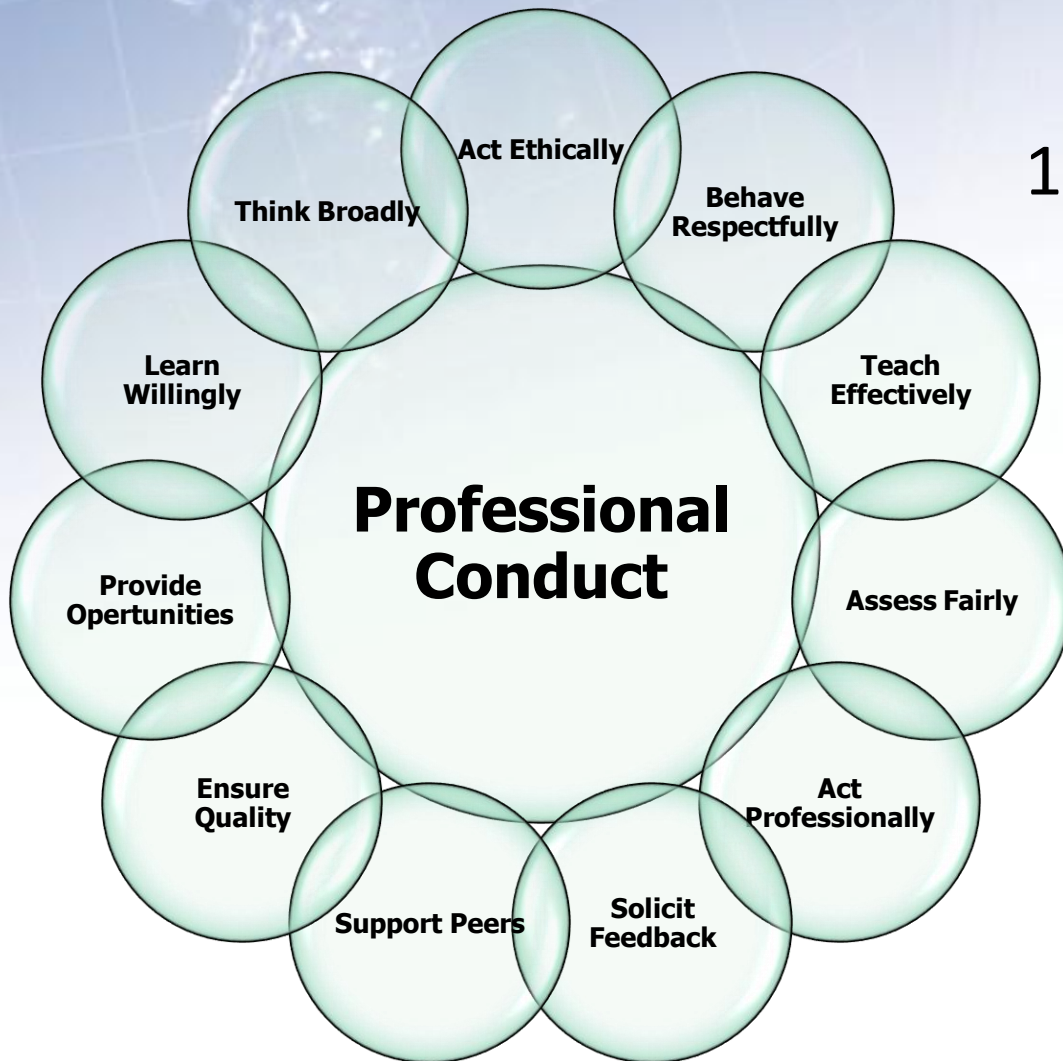 Act Ethically
1
Behave
Respectfully
Think Broadly
Teach
Effectively
Learn
Willingly
Professional
Conduct
Provide
Opertunities
Assess Fairly
Ensure
Quality
Act
Professionally
Support Peers
Solicit
Feedback